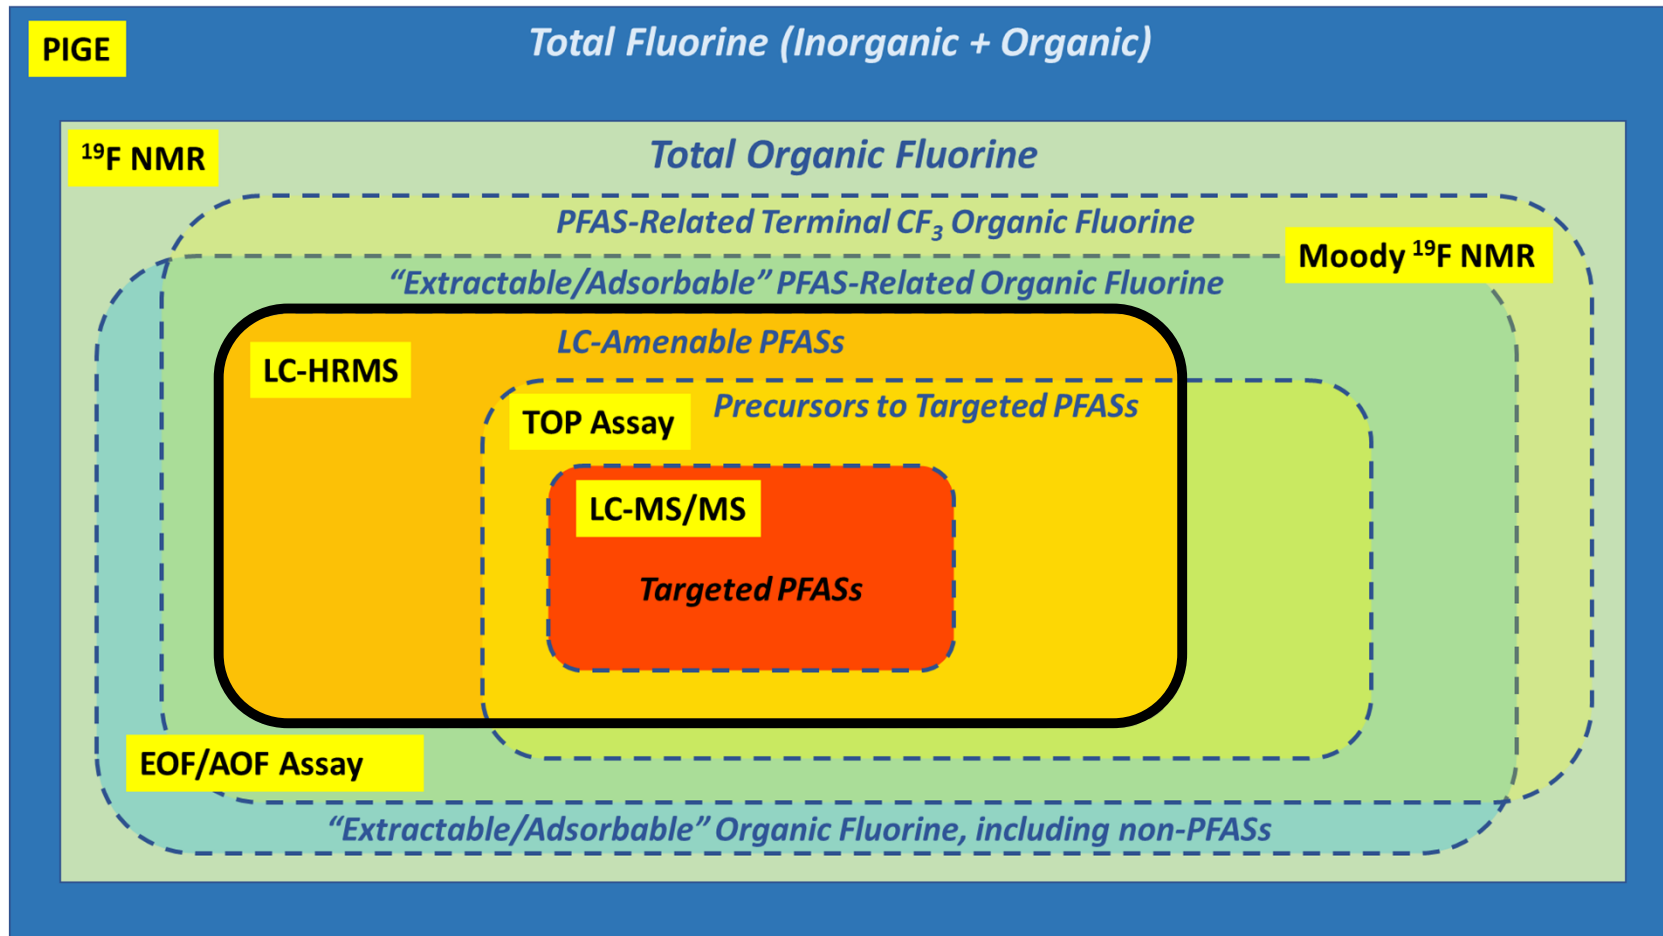 PIGE
Total Fluorine (Inorganic + Organic)
¹⁹F NMR
Total Organic Fluorine
PFAS-Related Terminal CF₃ Organic Fluorine
Moody ¹⁹F NMR
“Extractable/Adsorbable” PFAS-Related Organic Fluorine
LC-Amenable PFASs
LC-HRMS
Precursors to Targeted PFASs
TOP Assay
LC-MS/MS
Targeted PFASs
EOF/AOF Assay
“Extractable/Adsorbable” Organic Fluorine, including non-PFASs